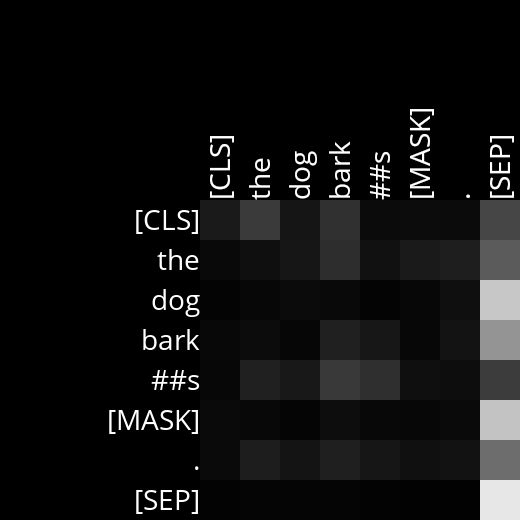 [CLS] the dog bark ##s [MASK] . [SEP]
[CLS]
the
dog
bark
##s
[MASK]
.
[SEP]